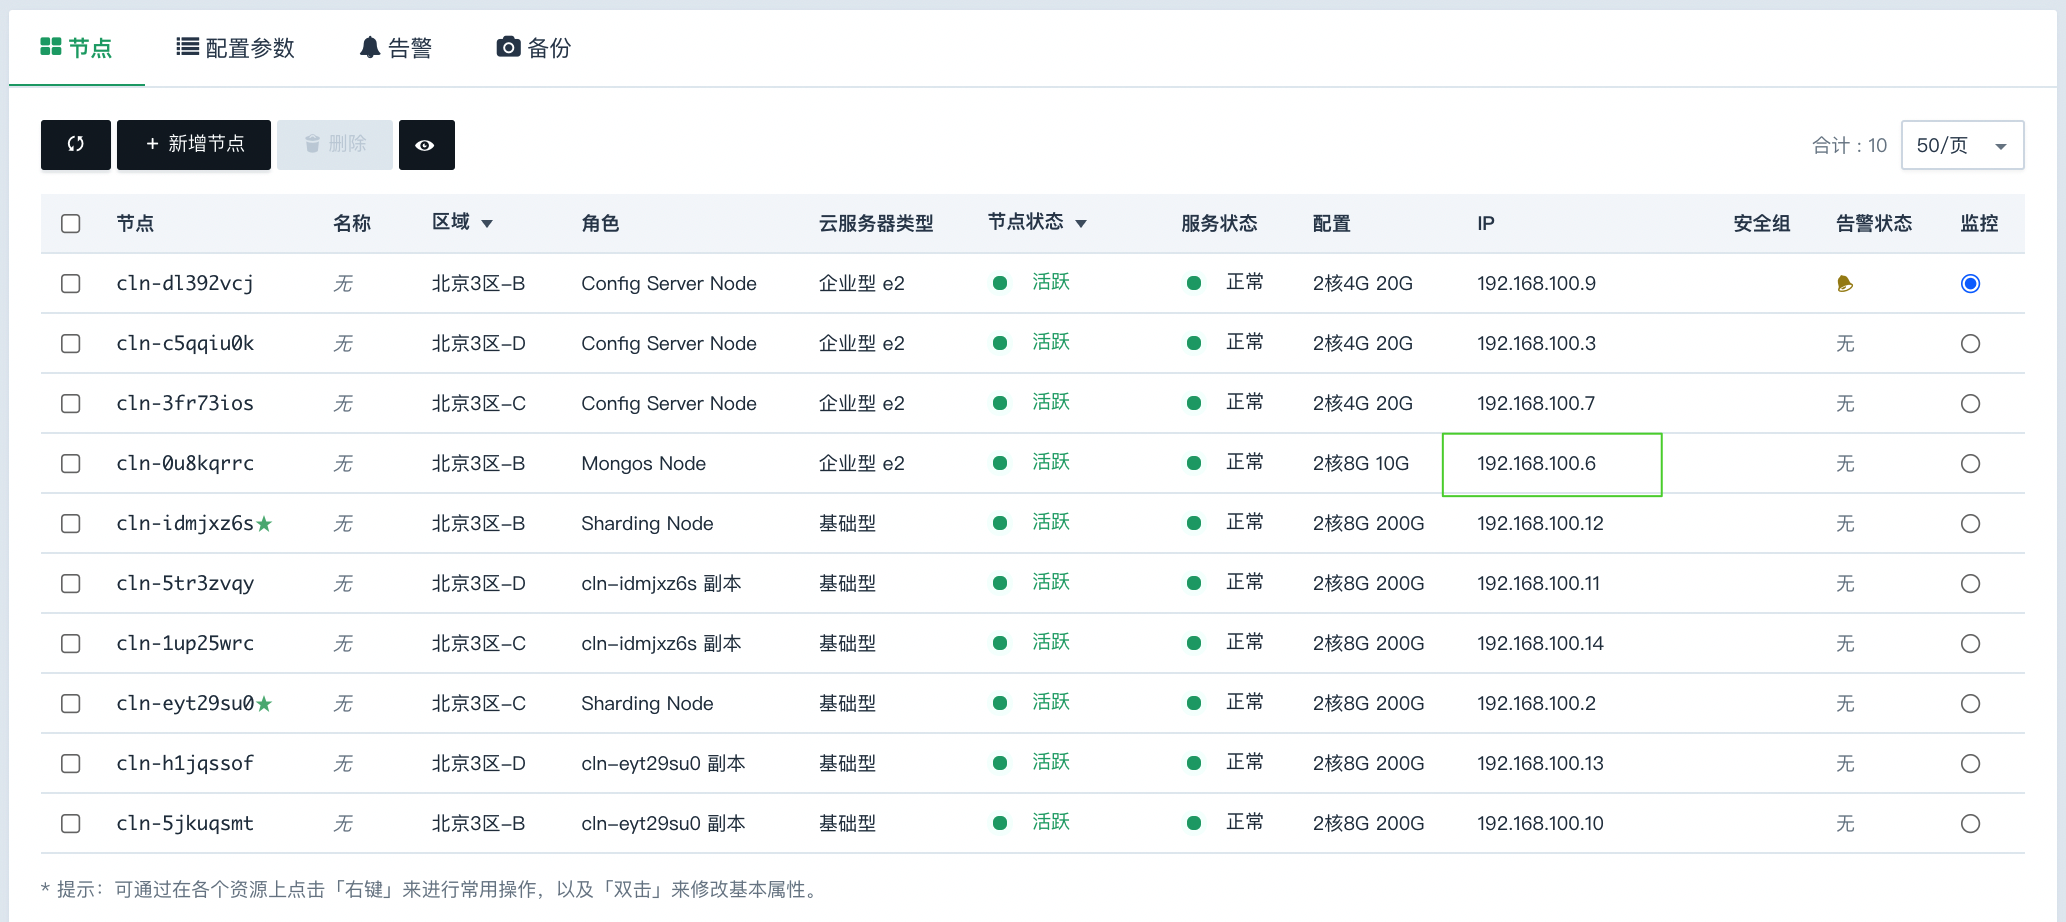 节点 配置参数 告警 备份
+ 新增节点 删除 合计 : 10 50/页
节点 名称 区域 角色 云服务器类型 节点状态 服务状态 配置 IP 安全组 告警状态 监控
cln-dl392vcj 无 北京3区-B Config Server Node 企业型 e2 活跃 正常 2核4G 20G 192.168.100.9
cln-c5qqiu0k 无 北京3区-D Config Server Node 企业型 e2 活跃 正常 2核4G 20G 192.168.100.3 无
cln-3fr73ios 无 北京3区-C Config Server Node 企业型 e2 活跃 正常 2核4G 20G 192.168.100.7 无
cln-0u8kqrrc 无 北京3区-B Mongos Node 企业型 e2 活跃 正常 2核8G 10G 192.168.100.6 无
cln-idmjxz6s★ 无 北京3区-B Sharding Node 基础型 活跃 正常 2核8G 200G 192.168.100.12 无
cln-5tr3zvqy 无 北京3区-D cln-idmjxz6s 副本 基础型 活跃 正常 2核8G 200G 192.168.100.11 无
cln-1up25wrc 无 北京3区-C cln-idmjxz6s 副本 基础型 活跃 正常 2核8G 200G 192.168.100.14 无
cln-eyt29su0★ 无 北京3区-C Sharding Node 基础型 活跃 正常 2核8G 200G 192.168.100.2 无
cln-h1jqssof 无 北京3区-D cln-eyt29su0 副本 基础型 活跃 正常 2核8G 200G 192.168.100.13 无
cln-5jkuqsmt 无 北京3区-B cln-eyt29su0 副本 基础型 活跃 正常 2核8G 200G 192.168.100.10 无
* 提示：可通过在各个资源上点击「右键」来进行常用操作，以及「双击」来修改基本属性。